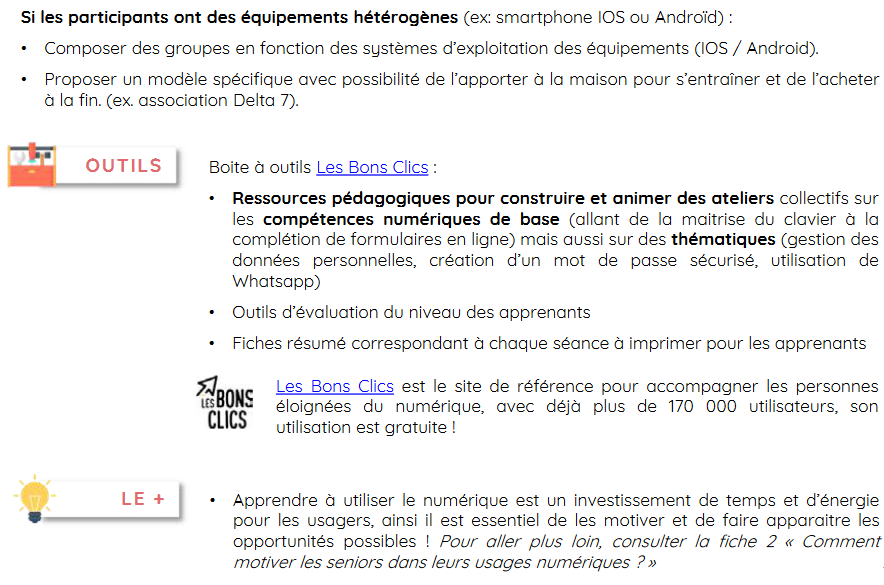 Si les participants ont des équipements hétérogènes (ex: smartphone IOS ou Androïd) :
• Composer des groupes en fonction des systèmes d'exploitation des équipements (IOS / Android).
• Proposer un modèle spécifique avec possibilité de l'apporter à la maison pour s'entraîner et de l'acheter
à la fin. (ex. association Delta 7).
OUTILS
Boite à outils Les Bons Clics :
• Ressources pédagogiques pour construire et animer des ateliers collectifs sur
les compétences numériques de base (allant de la maitrise du clavier à la
complétion de formulaires en ligne) mais aussi sur des thématiques (gestion des
données personnelles, création d'un mot de passe sécurisé, utilisation de
Whatsapp)
• Outils d'évaluation du niveau des apprenants
• Fiches résumé correspondant à chaque séance à imprimer pour les apprenants
LES BONS
CLICS
Les Bons Clics est le site de référence pour accompagner les personnes
éloignées du numérique, avec déjà plus de 170 000 utilisateurs, son
utilisation est gratuite !
LE +
• Apprendre à utiliser le numérique est un investissement de temps et d'énergie
pour les usagers, ainsi il est essentiel de les motiver et de faire apparaitre les
opportunités possibles ! Pour aller plus loin, consulter la fiche 2 « Comment
motiver les seniors dans leurs usages numériques ? »